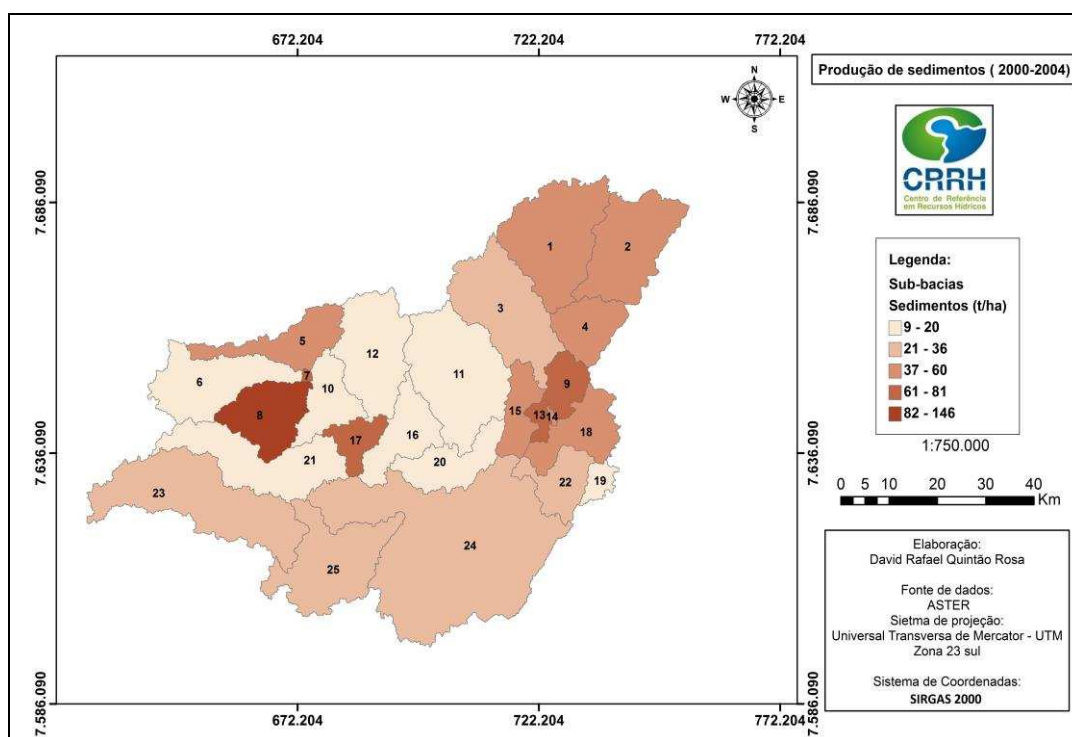 672.204
722.204
772.204
Produção de sedimentos ( 2000-2004)
N
W
E
S
CRRH
Centro de Referência
em Recursos Hídricos
7.686.090
7.686.090
1
2
3
4
5
12
Legenda:
Sub-bacias
Sedimentos (t/ha)
9 - 20
21 - 36
37 - 60
61 - 81
82 - 146
1:750.000
6
7
10
11
9
8
15
13
14
17
16
18
7.636.090
7.636.090
21
20
22
19
23
24
25
0
5
10
20
30
40
Km
Elaboração:
David Rafael Quintão Rosa
Fonte de dados:
ASTER
Sietma de projeção:
Universal Transversa de Mercator - UTM
Zona 23 sul
Sistema de Coordenadas:
SIRGAS 2000
7.586.090
7.586.090
672.204
722.204
772.204